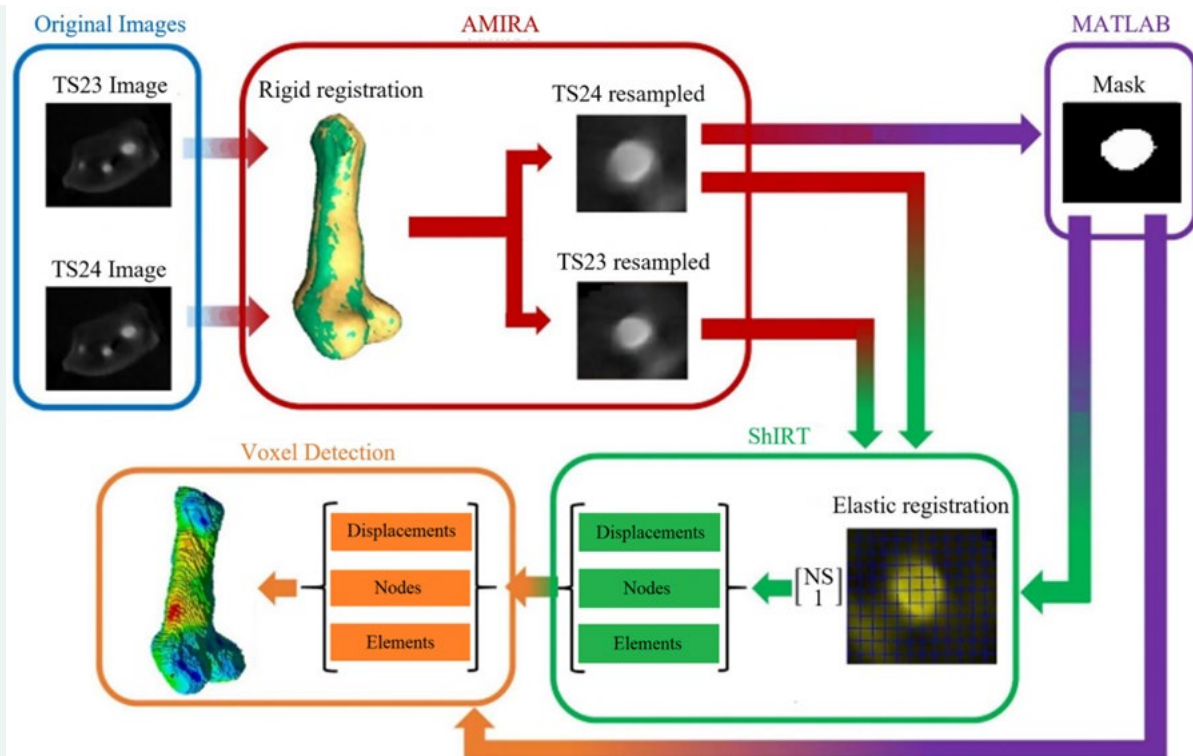 Original Images
AMIRA
MATLAB
TS23 Image
Rigid registration
TS24 resampled
Mask
TS24 Image
TS23 resampled
Voxel Detection
ShIRT
Displacements
Nodes
Elements
Displacements
Nodes
Elements
Elastic registration
[NS
1]